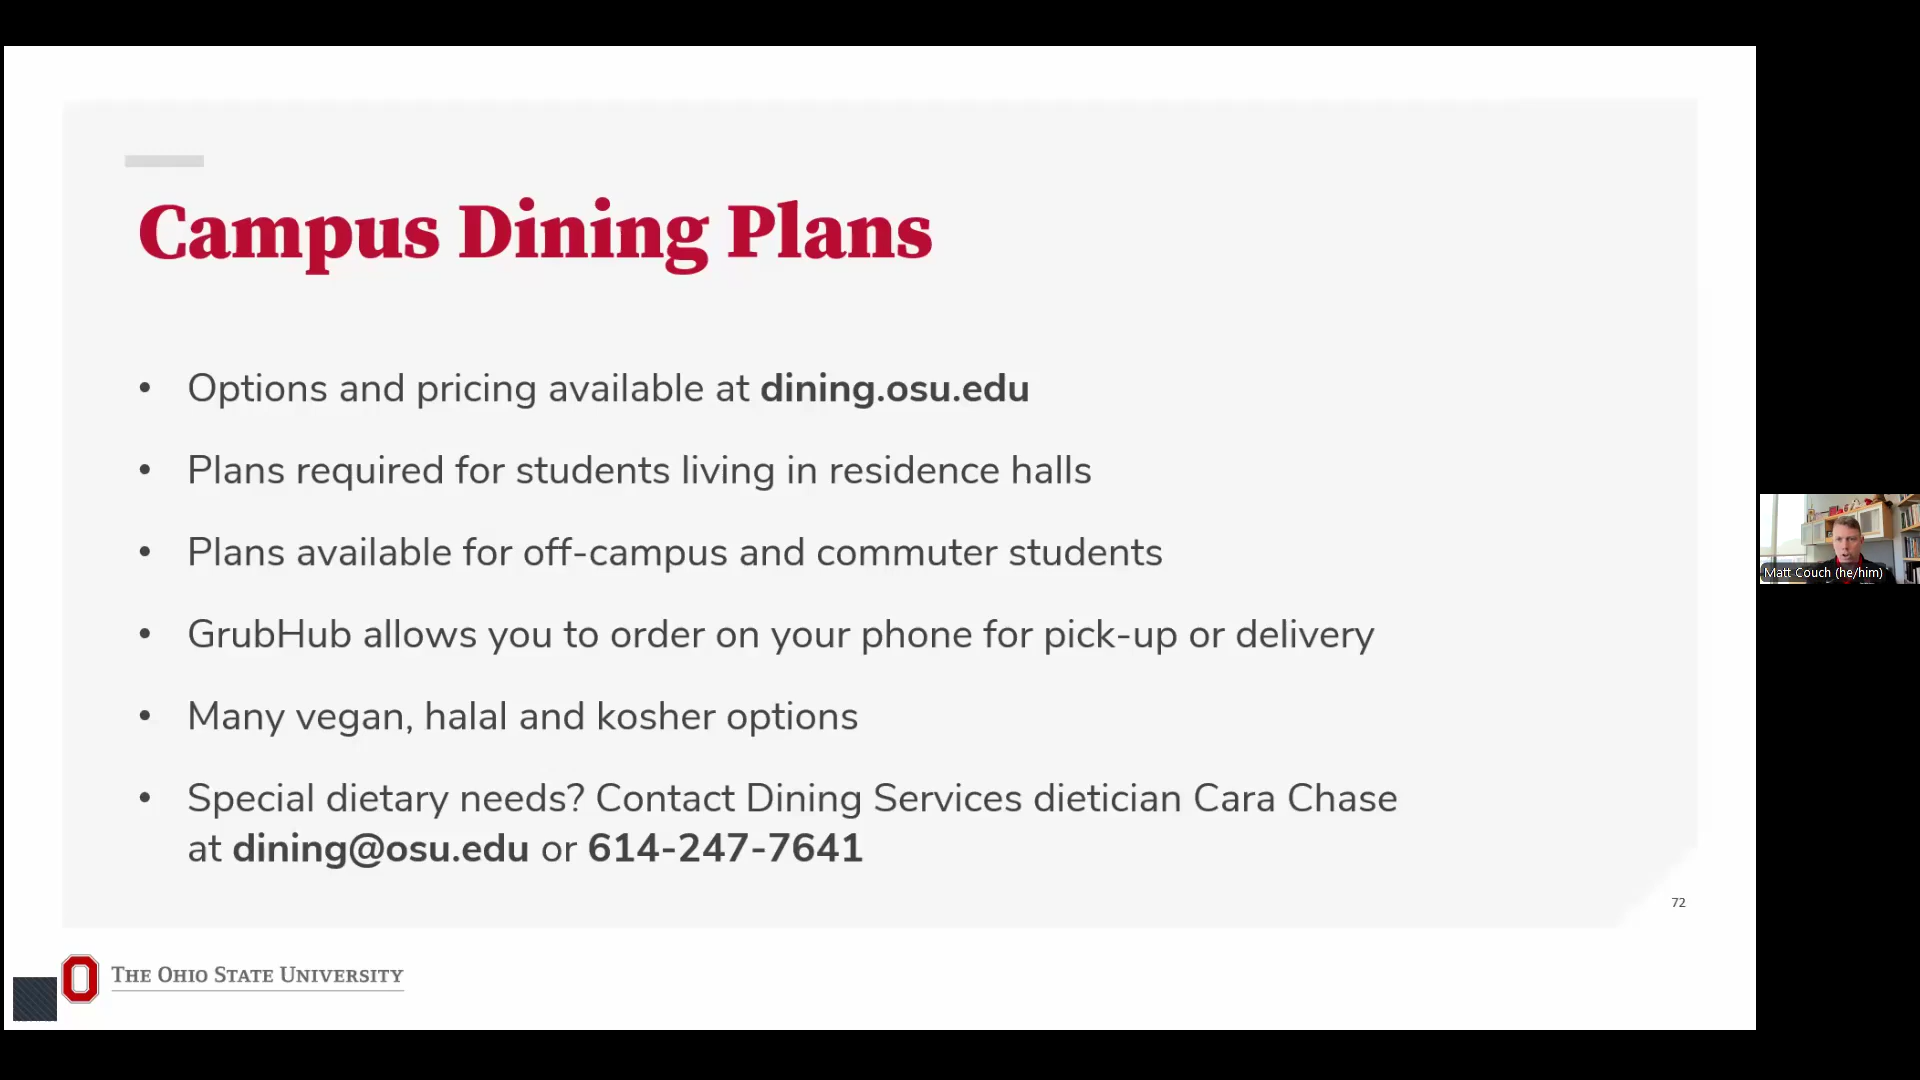 Campus Dining Plans
• Options and pricing available at dining.osu.edu
• Plans required for students living in residence halls
• Plans available for off-campus and commuter students
• GrubHub allows you to order on your phone for pick-up or delivery
• Many vegan, halal and kosher options
• Special dietary needs? Contact Dining Services dietician Cara Chase
at dining@osu.edu or 614-247-7641
72
THE OHIO STATE UNIVERSITY
Matt Couch (he/him)